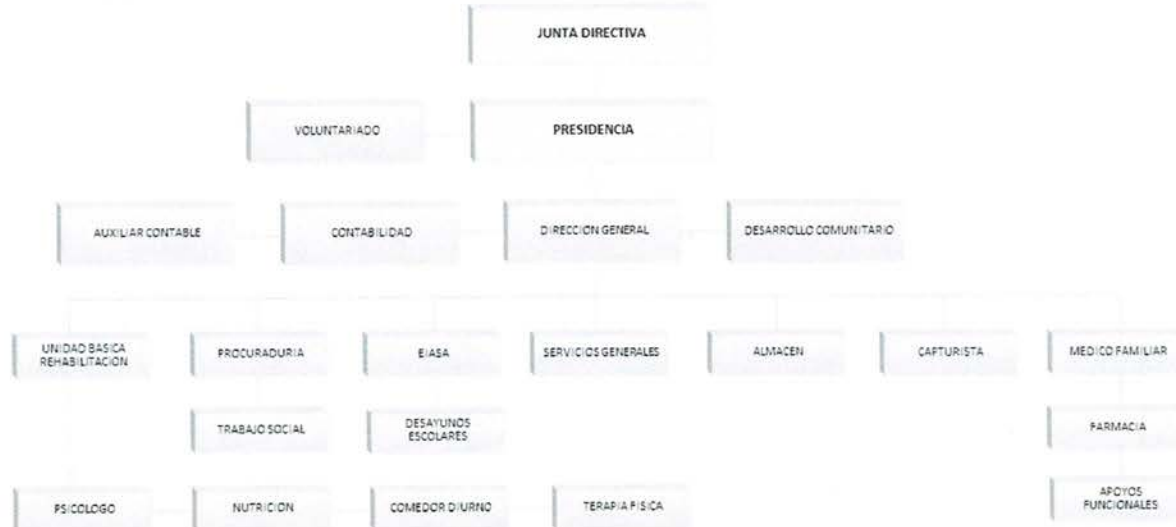 JUNTA DIRECTIVA
VOLUNTARIADO
PRESIDENCIA
AUXILIAR CONTABLE
CONTABILIDAD
DIRECCION GENERAL
DESARROLLO COMUNITARIO
UNIDAD BASICA
REHABILITACION
PROCURADURIA
EIASA
SERVICIOS GENERALES
ALMACEN
CAPTURISTA
MEDICO FAMILIAR
TRABAJO SOCIAL
DESAYUNOS
ESCOLARES
FARMACIA
PSICOLOGO
NUTRICION
COMEDOR DIURNO
TERAPIA FISICA
APOYOS
FUNCIONALES